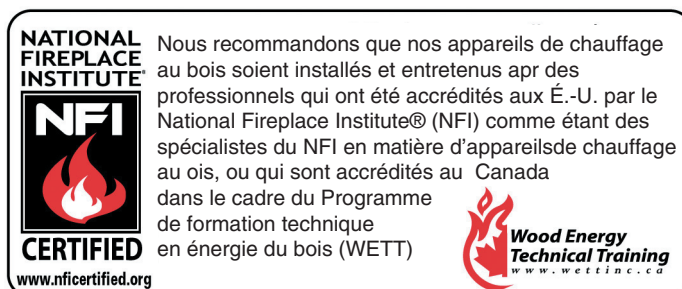 NATIONAL
FIREPLACE
INSTITUTE®
NFI
CERTIFIED
www.nficertified.org
Nous recommandons que nos appareils de chauffage
au bois soient installés et entretenus apr des
professionnels qui ont été accrédités aux É.-U. par le
National Fireplace Institute® (NFI) comme étant des
spécialistes du NFI en matière d'appareilsde chauffage
au ois, ou qui sont accrédités au Canada
dans le cadre du Programme
de formation technique
en énergie du bois (WETT)
Wood Energy
Technical Training
www.wettinc.ca